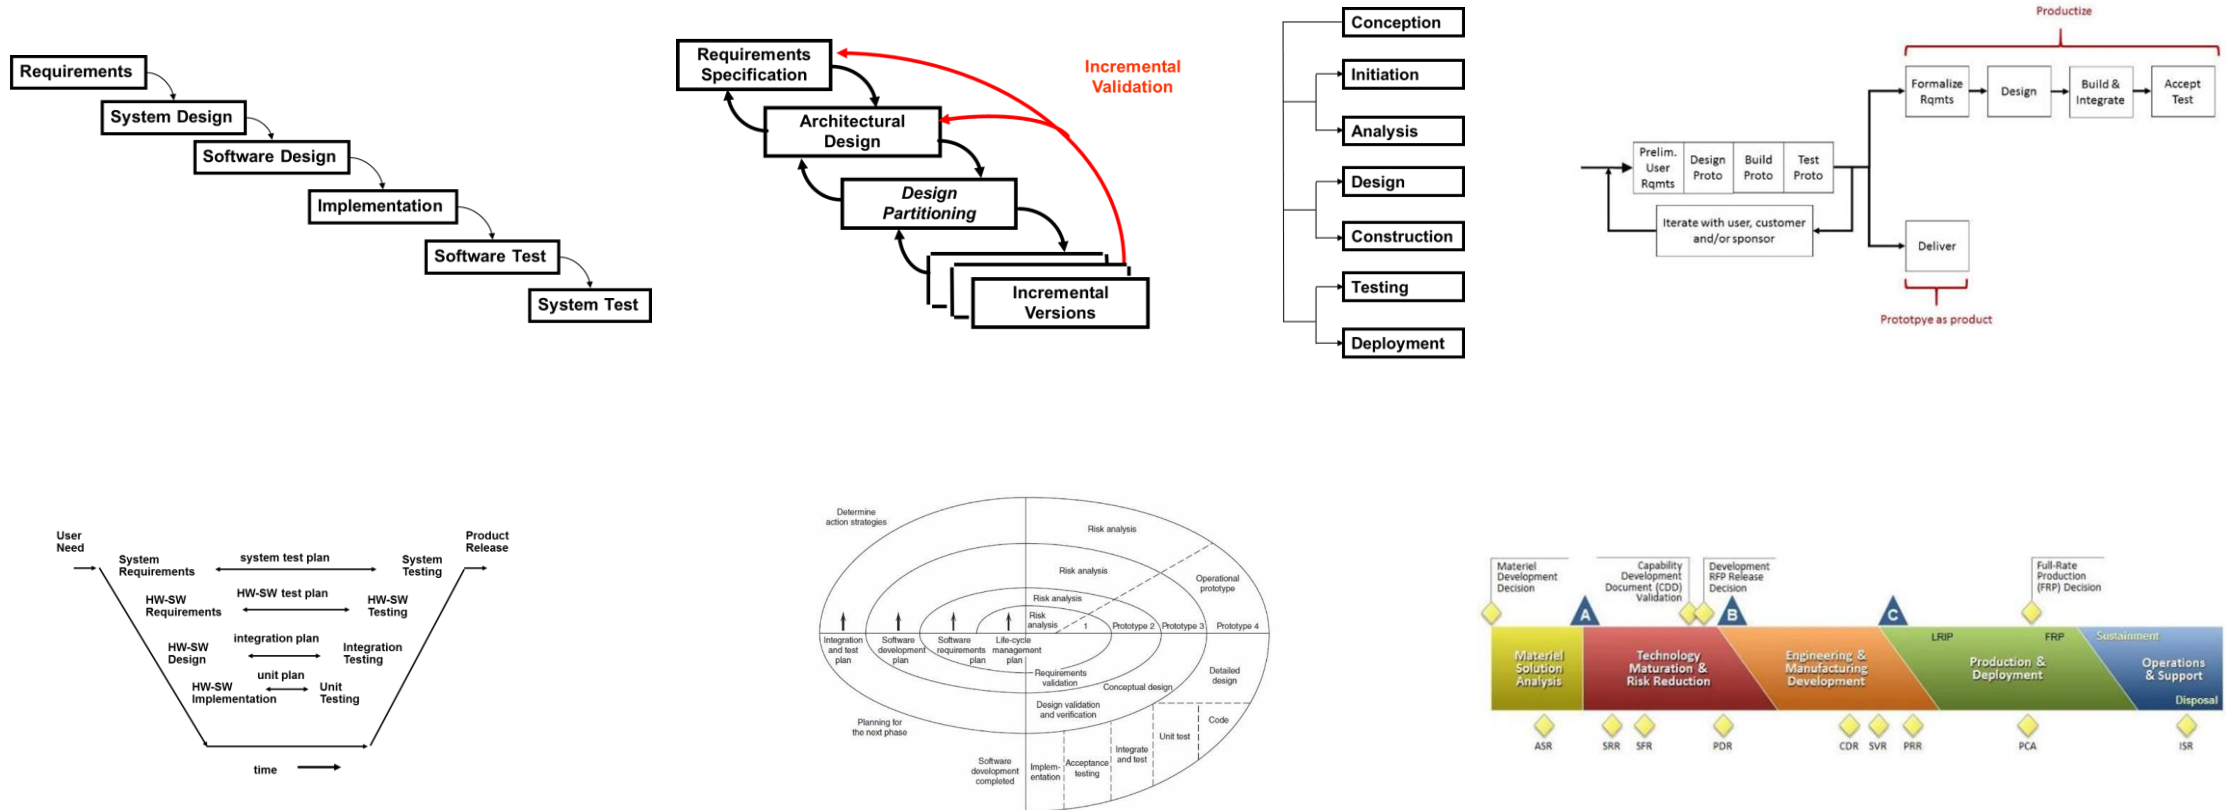 Requirements
System Design
Software Design
Implementation
Software Test
System Test
Requirements
Specification
Architectural
Design
Design
Partitioning
Incremental
Versions
Incremental
Validation
Conception
Initiation
Analysis
Design
Construction
Testing
Deployment
Productize
Formalize
Rqmts
Design
Build &
Integrate
Accept
Test
Prelim.
User
Rqmts
Design
Proto
Build
Proto
Test
Proto
Iterate with user, customer
and/or sponsor
Deliver
Prototpye as product
User
Need
Product
Release
System
Requirements
system test plan
System
Testing
HW-SW
Requirements
HW-SW test plan
HW-SW
Testing
HW-SW
Design
integration plan
Integration
Testing
HW-SW
Implementation
unit plan
Unit
Testing
time
Determine
action strategies
Risk analysis
Risk analysis
Risk analysis
Risk
analysis
Operational
prototype
1
Prototype 2
Prototype 3
Prototype 4
Integration
and test
plan
Software
development
plan
Software
requirements
plan
Life-cycle
management
plan
Requirements
validation
Conceptual design
Detailed
design
Design validation
and verification
Code
Unit test
Integrate
and test
Acceptance
testing
Implem-
entation
Planning for
the next phase
Software
development
completed
Materiel
Development
Decision
Capability
Development
Document (CDD)
Validation
Development
RFP Release
Decision
Full-Rate
Production
(FRP) Decision
A
B
C
Materiel
Solution
Analysis
Technology
Maturation &
Risk Reduction
Engineering &
Manufacturing
Development
LRIP
FRP
Production &
Deployment
Sustainment
Operations
& Support
Disposal
ASR
SRR
SFR
PDR
CDR
SVR
PRR
PCA
ISR